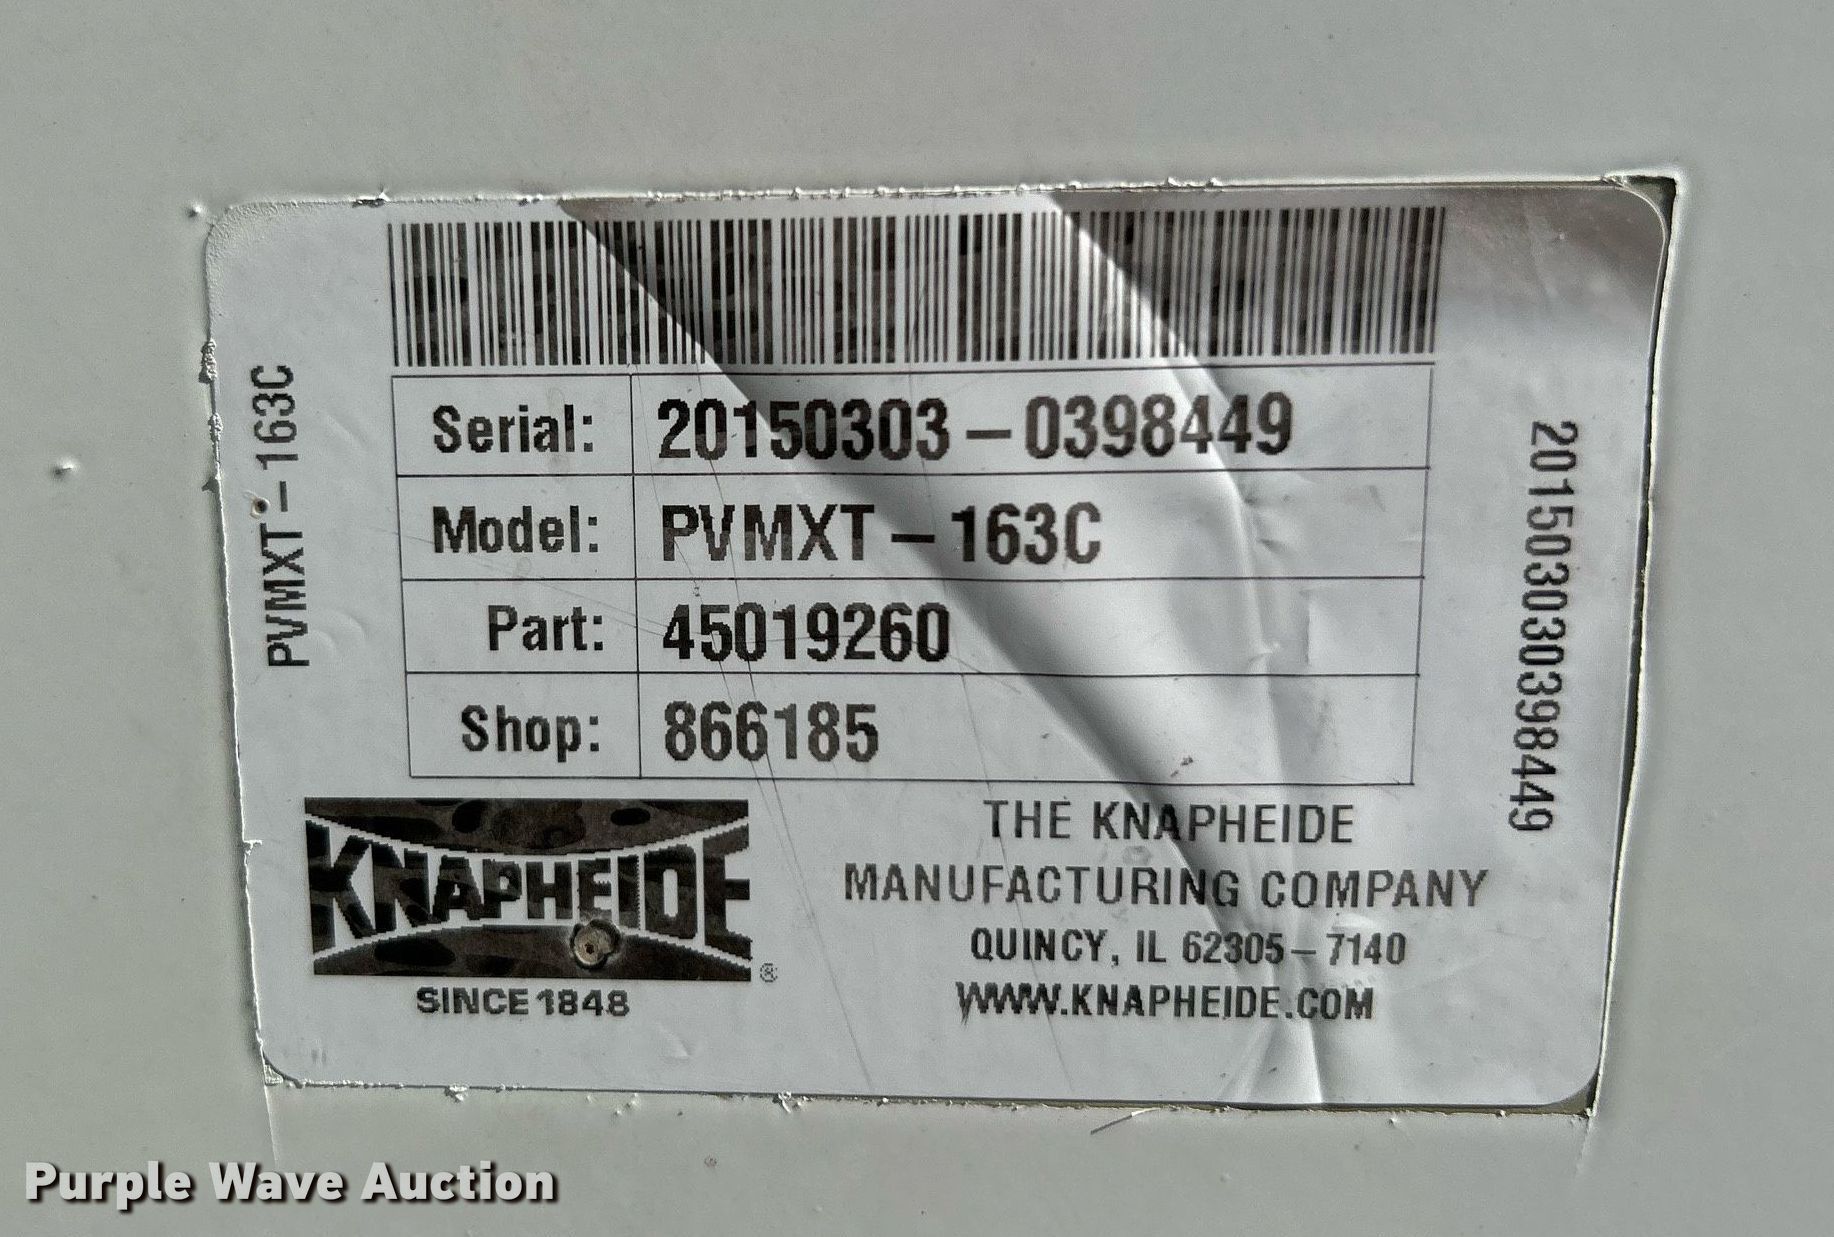 PVMXT-163C
Serial: 20150303-0398449
Model: PVMXT-163C
Part: 45019260
Shop: 866185
201503030398449
KNAPHEIDE®
SINCE 1848
THE KNAPHEIDE
MANUFACTURING COMPANY
QUINCY, IL 62305-7140
WWW.KNAPHEIDE.COM
Purple Wave Auction